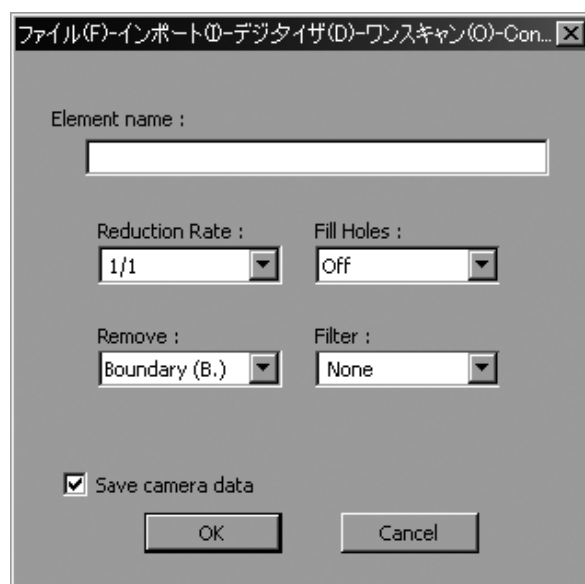 ファイル(F)-インポート(I)-デジタイザ(D)-ワンスキャン(O)-Con...
Element name :
Reduction Rate : Fill Holes :
1/1 Off
Remove : Filter :
Boundary (B.) None
Save camera data
OK Cancel